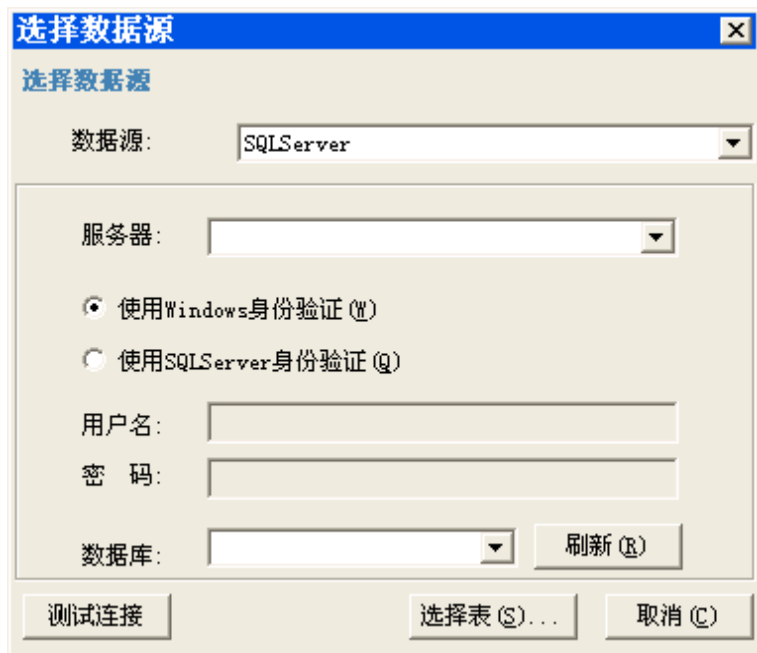 选择数据源
选择数据源
数据源: SQLServer
服务器:
使用Windows身份验证(W)
使用SQLServer身份验证(Q)
用户名:
密 码:
数据库: 刷新(R)
测试连接 选择表(S)... 取消(C)